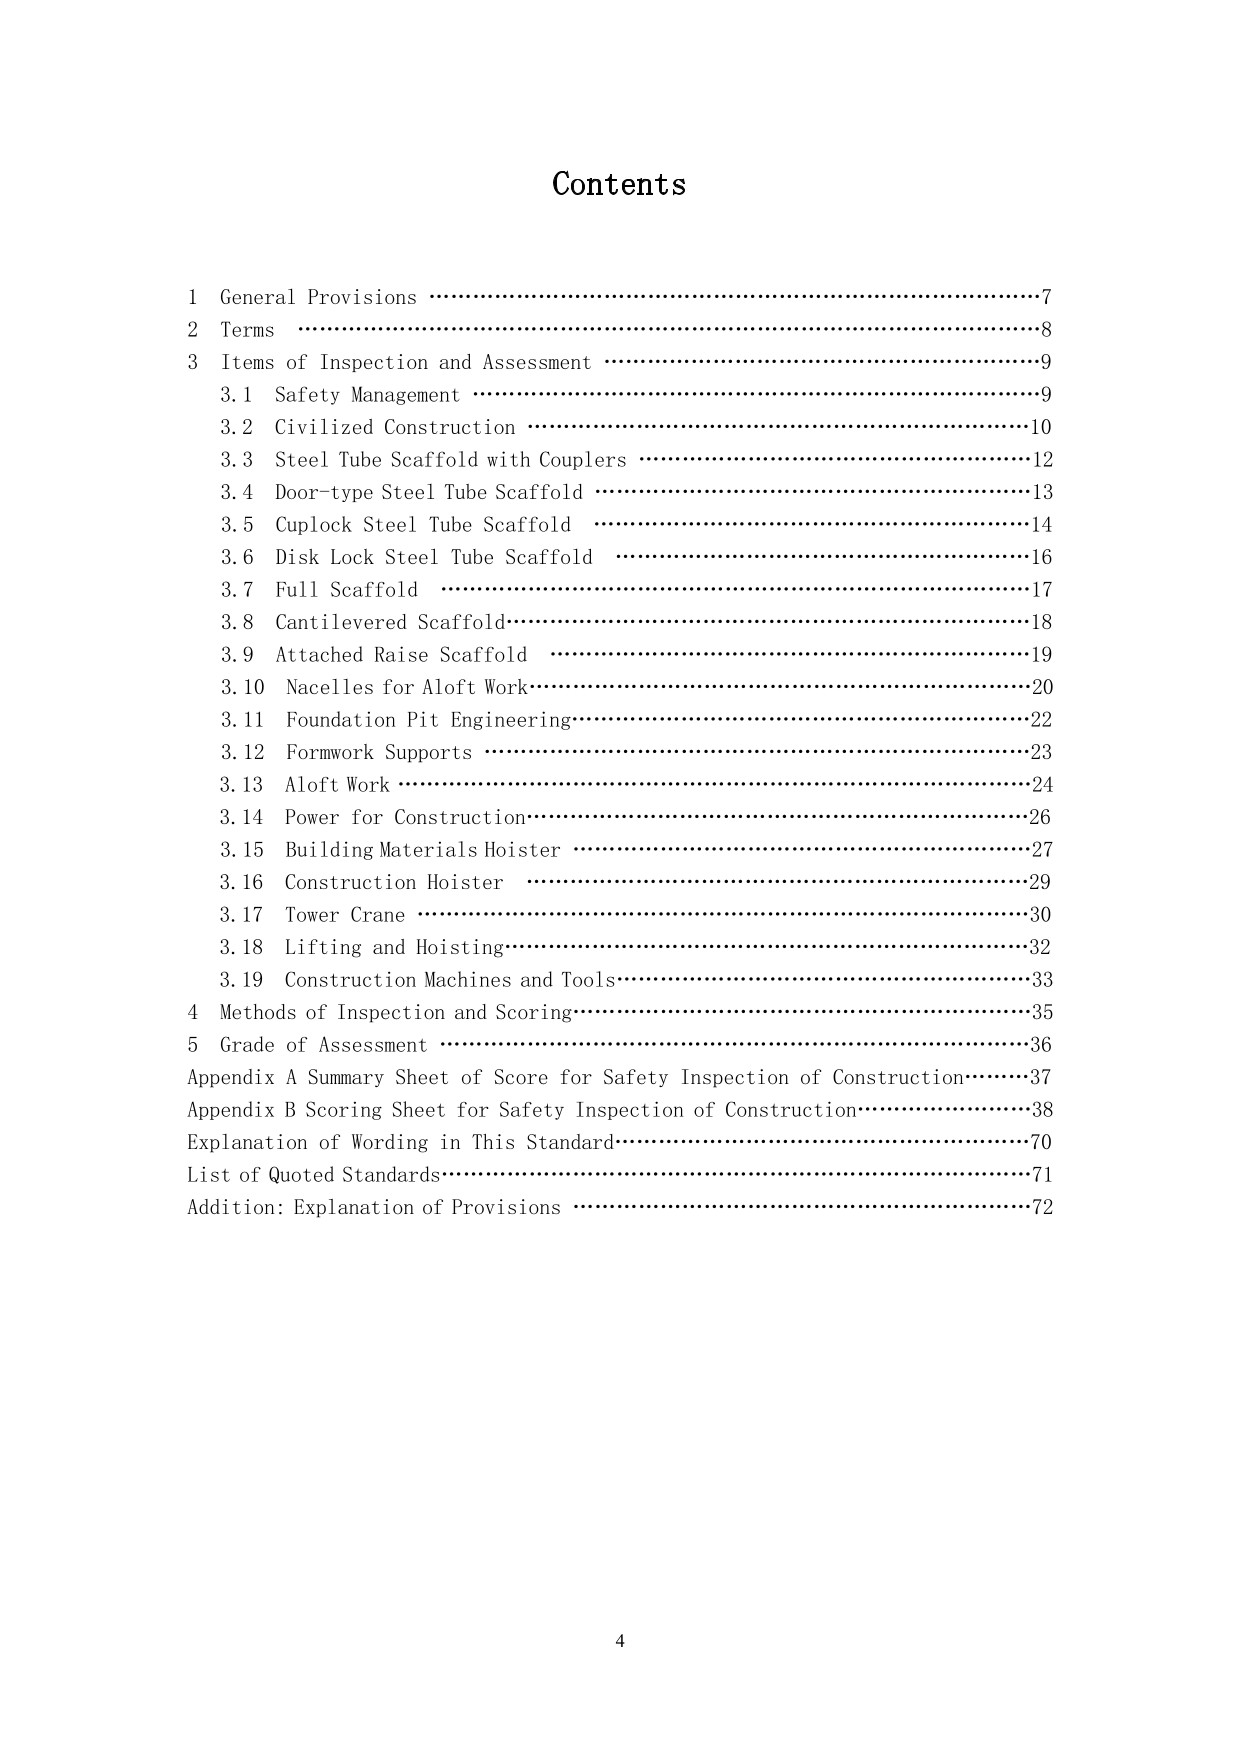 Contents
1 General Provisions ……………………………………………………………………………7
2 Terms ……………………………………………………………………………………………8
3 Items of Inspection and Assessment ………………………………………………………9
3.1 Safety Management ………………………………………………………………………9
3.2 Civilized Construction ………………………………………………………………10
3.3 Steel Tube Scaffold with Couplers …………………………………………………12
3.4 Door-type Steel Tube Scaffold ………………………………………………………13
3.5 Cuplock Steel Tube Scaffold ………………………………………………………14
3.6 Disk Lock Steel Tube Scaffold ……………………………………………………16
3.7 Full Scaffold …………………………………………………………………………17
3.8 Cantilevered Scaffold…………………………………………………………………18
3.9 Attached Raise Scaffold ……………………………………………………………19
3.10 Nacelles for Aloft Work………………………………………………………………20
3.11 Foundation Pit Engineering…………………………………………………………22
3.12 Formwork Supports ……………………………………………………………………23
3.13 Aloft Work ………………………………………………………………………………24
3.14 Power for Construction………………………………………………………………26
3.15 Building Materials Hoister …………………………………………………………27
3.16 Construction Hoister ………………………………………………………………29
3.17 Tower Crane ……………………………………………………………………………30
3.18 Lifting and Hoisting…………………………………………………………………32
3.19 Construction Machines and Tools……………………………………………………33
4 Methods of Inspection and Scoring…………………………………………………………35
5 Grade of Assessment …………………………………………………………………………36
Appendix A Summary Sheet of Score for Safety Inspection of Construction………37
Appendix B Scoring Sheet for Safety Inspection of Construction……………………38
Explanation of Wording in This Standard……………………………………………………70
List of Quoted Standards…………………………………………………………………………71
Addition: Explanation of Provisions …………………………………………………………72
4